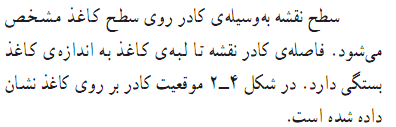 سطح نقشه به‌وسیله‌ی کادر روی سطح کاغذ مشخص
می‌شود. فاصله‌ی کادر نقشه تا لبه‌ی کاغذ به اندازه‌ی کاغذ
بستگی دارد. در شکل ۴ــ۲ موقعیت کادر بر روی کاغذ نشان
داده شده است.